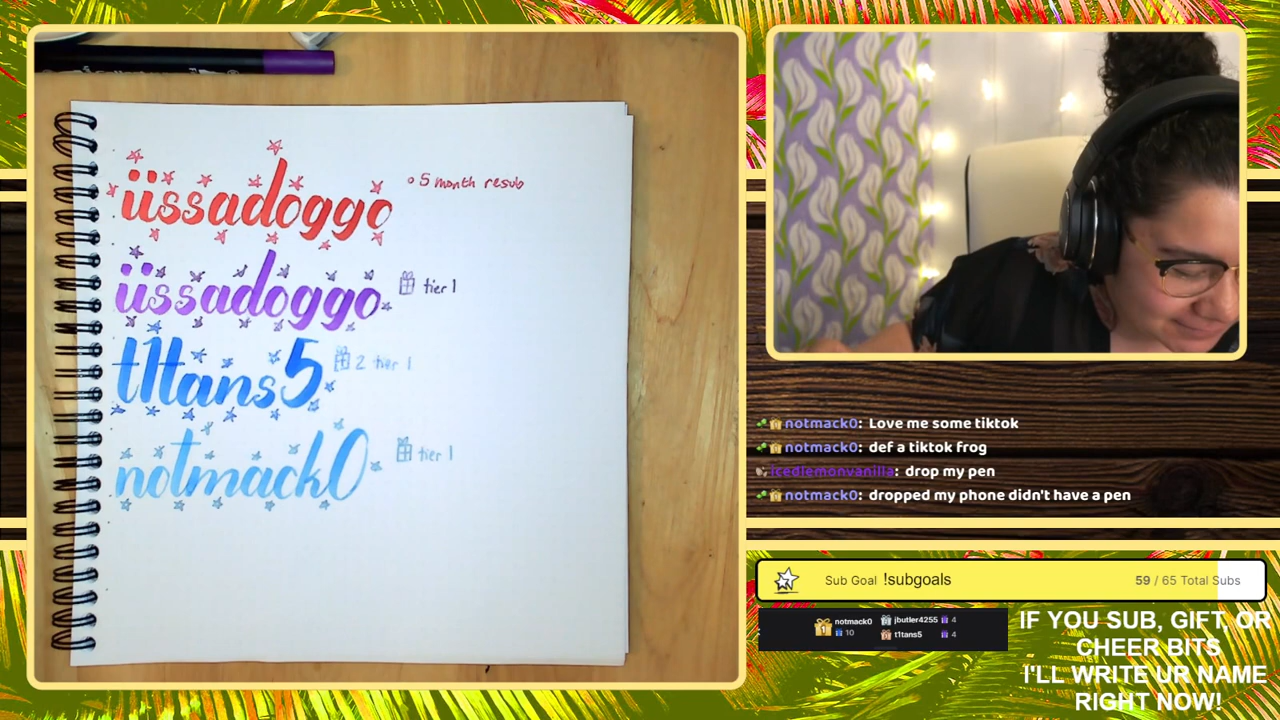 iissadoggo
5 month resub
iissadoggo
tier 1
t1tans5
2 tier 1
notmack0
tier 1
notmack0: Love me some tiktok
notmack0: def a tiktok frog
icedlemonvanilla: drop my pen
notmack0: dropped my phone didn't have a pen
Sub Goal !subgoals 59 / 65 Total Subs
1 notmack0 10
jbutler4255 4
t1tans5 4
IF YOU SUB, GIFT, OR
CHEER BITS
I'LL WRITE UR NAME
RIGHT NOW!